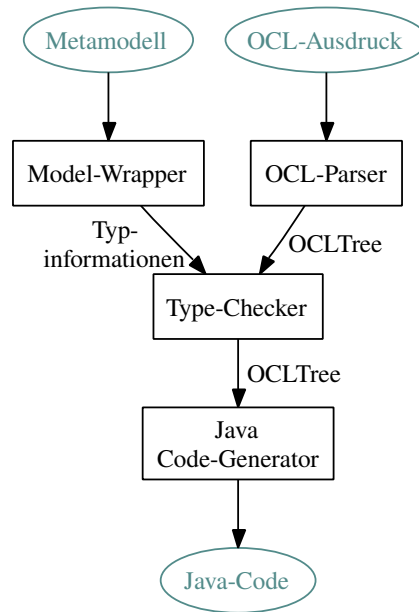 Metamodell
OCL-Ausdruck
Model-Wrapper
OCL-Parser
Typ-
informationen
OCLTree
Type-Checker
OCLTree
Java
Code-Generator
Java-Code